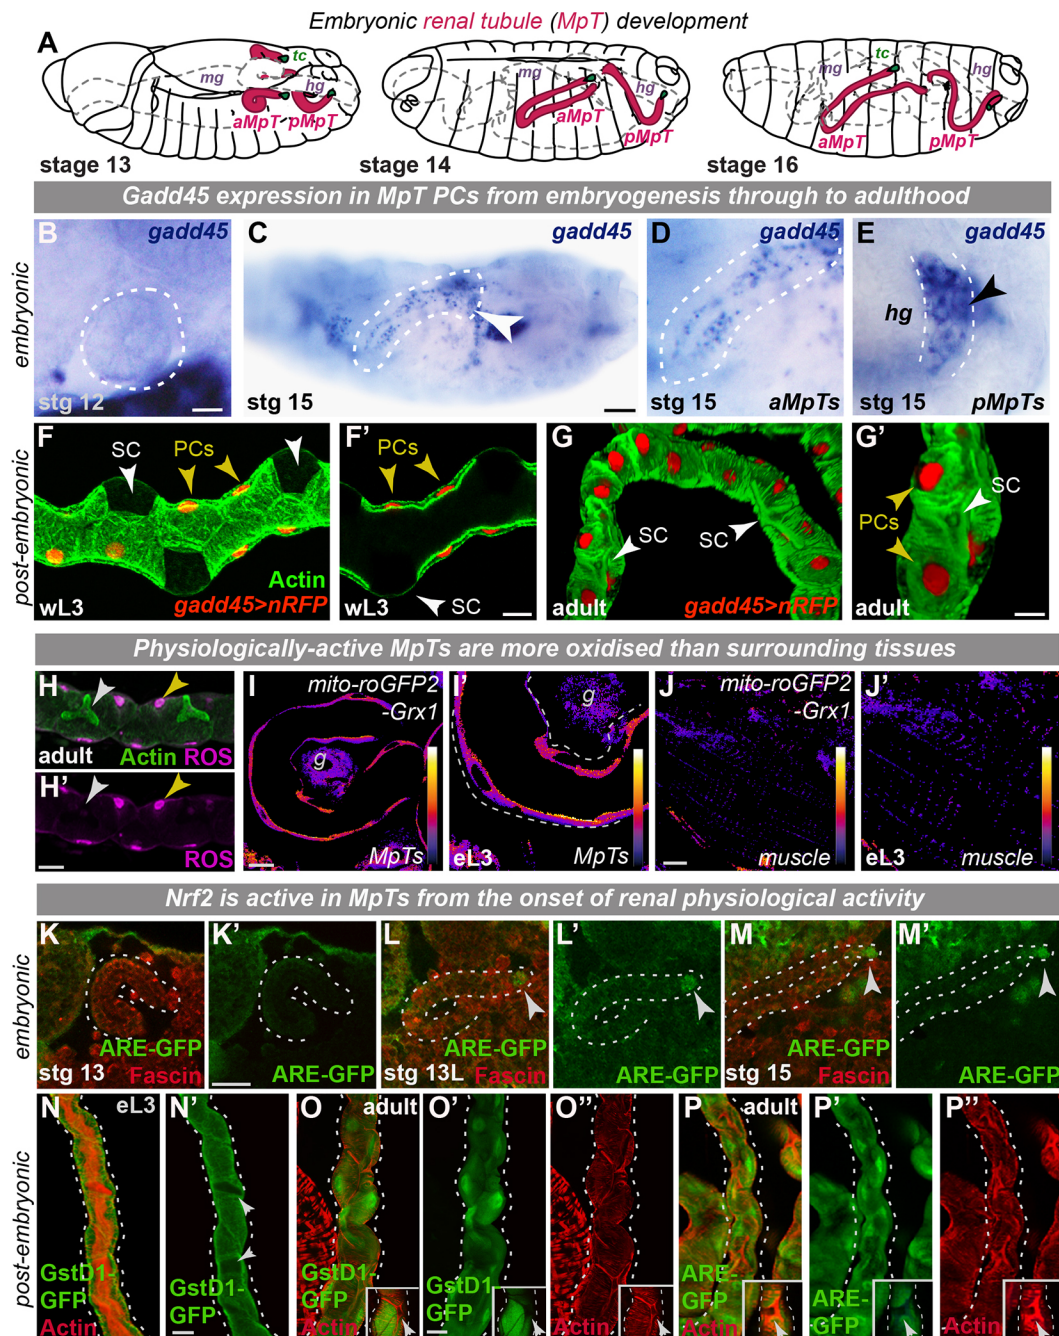 Embryonic renal tubule (MpT) development
A
tc
mg
hg
aMpT
pMpT
stage 13
mg
hg
aMpT
pMpT
stage 14
tc
mg
hg
aMpT
pMpT
stage 16
Gadd45 expression in MpT PCs from embryogenesis through to adulthood
embryonic
B
gadd45
stg 12
C
gadd45
stg 15
D
gadd45
stg 15
aMpTs
E
gadd45
hg
stg 15
pMpTs
post-embryonic
F
SC
PCs
Actin
wL3
gadd45>nRFP
F'
PCs
wL3
SC
G
SC
SC
adult
gadd45>nRFP
G'
SC
PCs
adult
Physiologically-active MpTs are more oxidised than surrounding tissues
H
adult
Actin
ROS
H'
ROS
I
mito-roGFP2
-Grx1
g
MpTs
I'
g
eL3
MpTs
J
mito-roGFP2
-Grx1
muscle
J'
eL3
muscle
Nrf2 is active in MpTs from the onset of renal physiological activity
embryonic
K
ARE-GFP
stg 13
Fascin
K'
ARE-GFP
L
ARE-GFP
stg 13L
Fascin
L'
ARE-GFP
M
ARE-GFP
stg 15
Fascin
M'
ARE-GFP
post-embryonic
N
eL3
GstD1-
GFP
Actin
N'
GstD1-
GFP
O
adult
GstD1-
GFP
Actin
O'
GstD1-
GFP
O''
Actin
P
adult
ARE-
GFP
Actin
P'
ARE-
GFP
P''
Actin